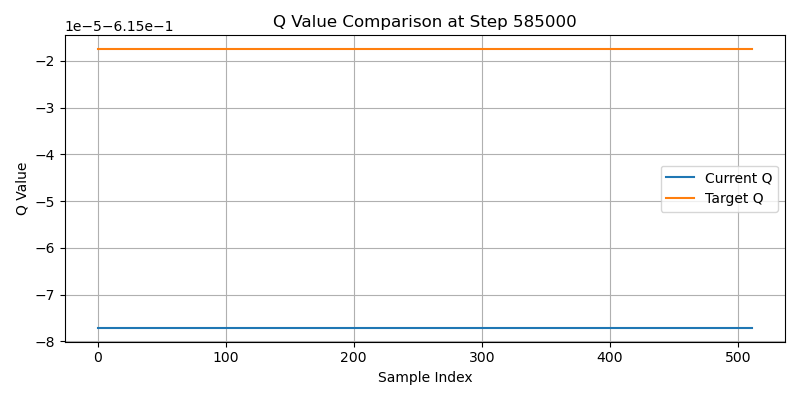 Q Value Comparison at Step 585000
1e−5−6.15e−1
Q Value
−2
−3
−4
−5
−6
−7
−8
Current Q
Target Q
0
100
200
300
400
500
Sample Index